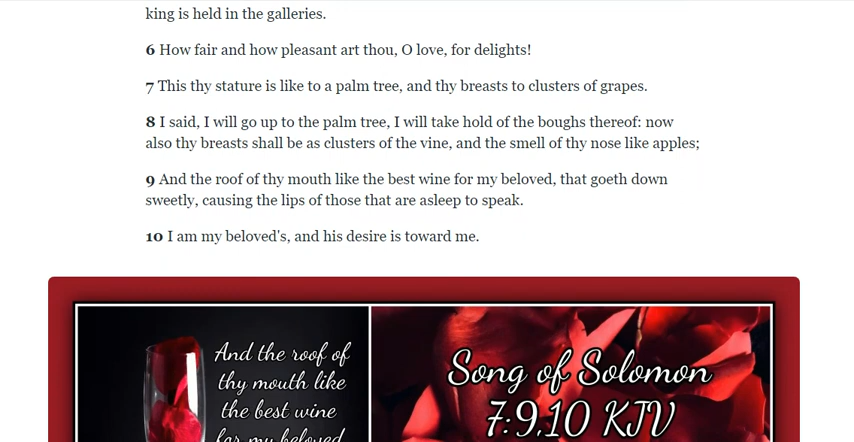 king is held in the galleries.
6 How fair and how pleasant art thou, O love, for delights!
7 This thy stature is like to a palm tree, and thy breasts to clusters of grapes.
8 I said, I will go up to the palm tree, I will take hold of the boughs thereof: now
also thy breasts shall be as clusters of the vine, and the smell of thy nose like apples;
9 And the roof of thy mouth like the best wine for my beloved, that goeth down
sweetly, causing the lips of those that are asleep to speak.
10 I am my beloved's, and his desire is toward me.
And the roof of
thy mouth like
the best wine
for my beloved
Song of Solomon
7:9,10 KJV